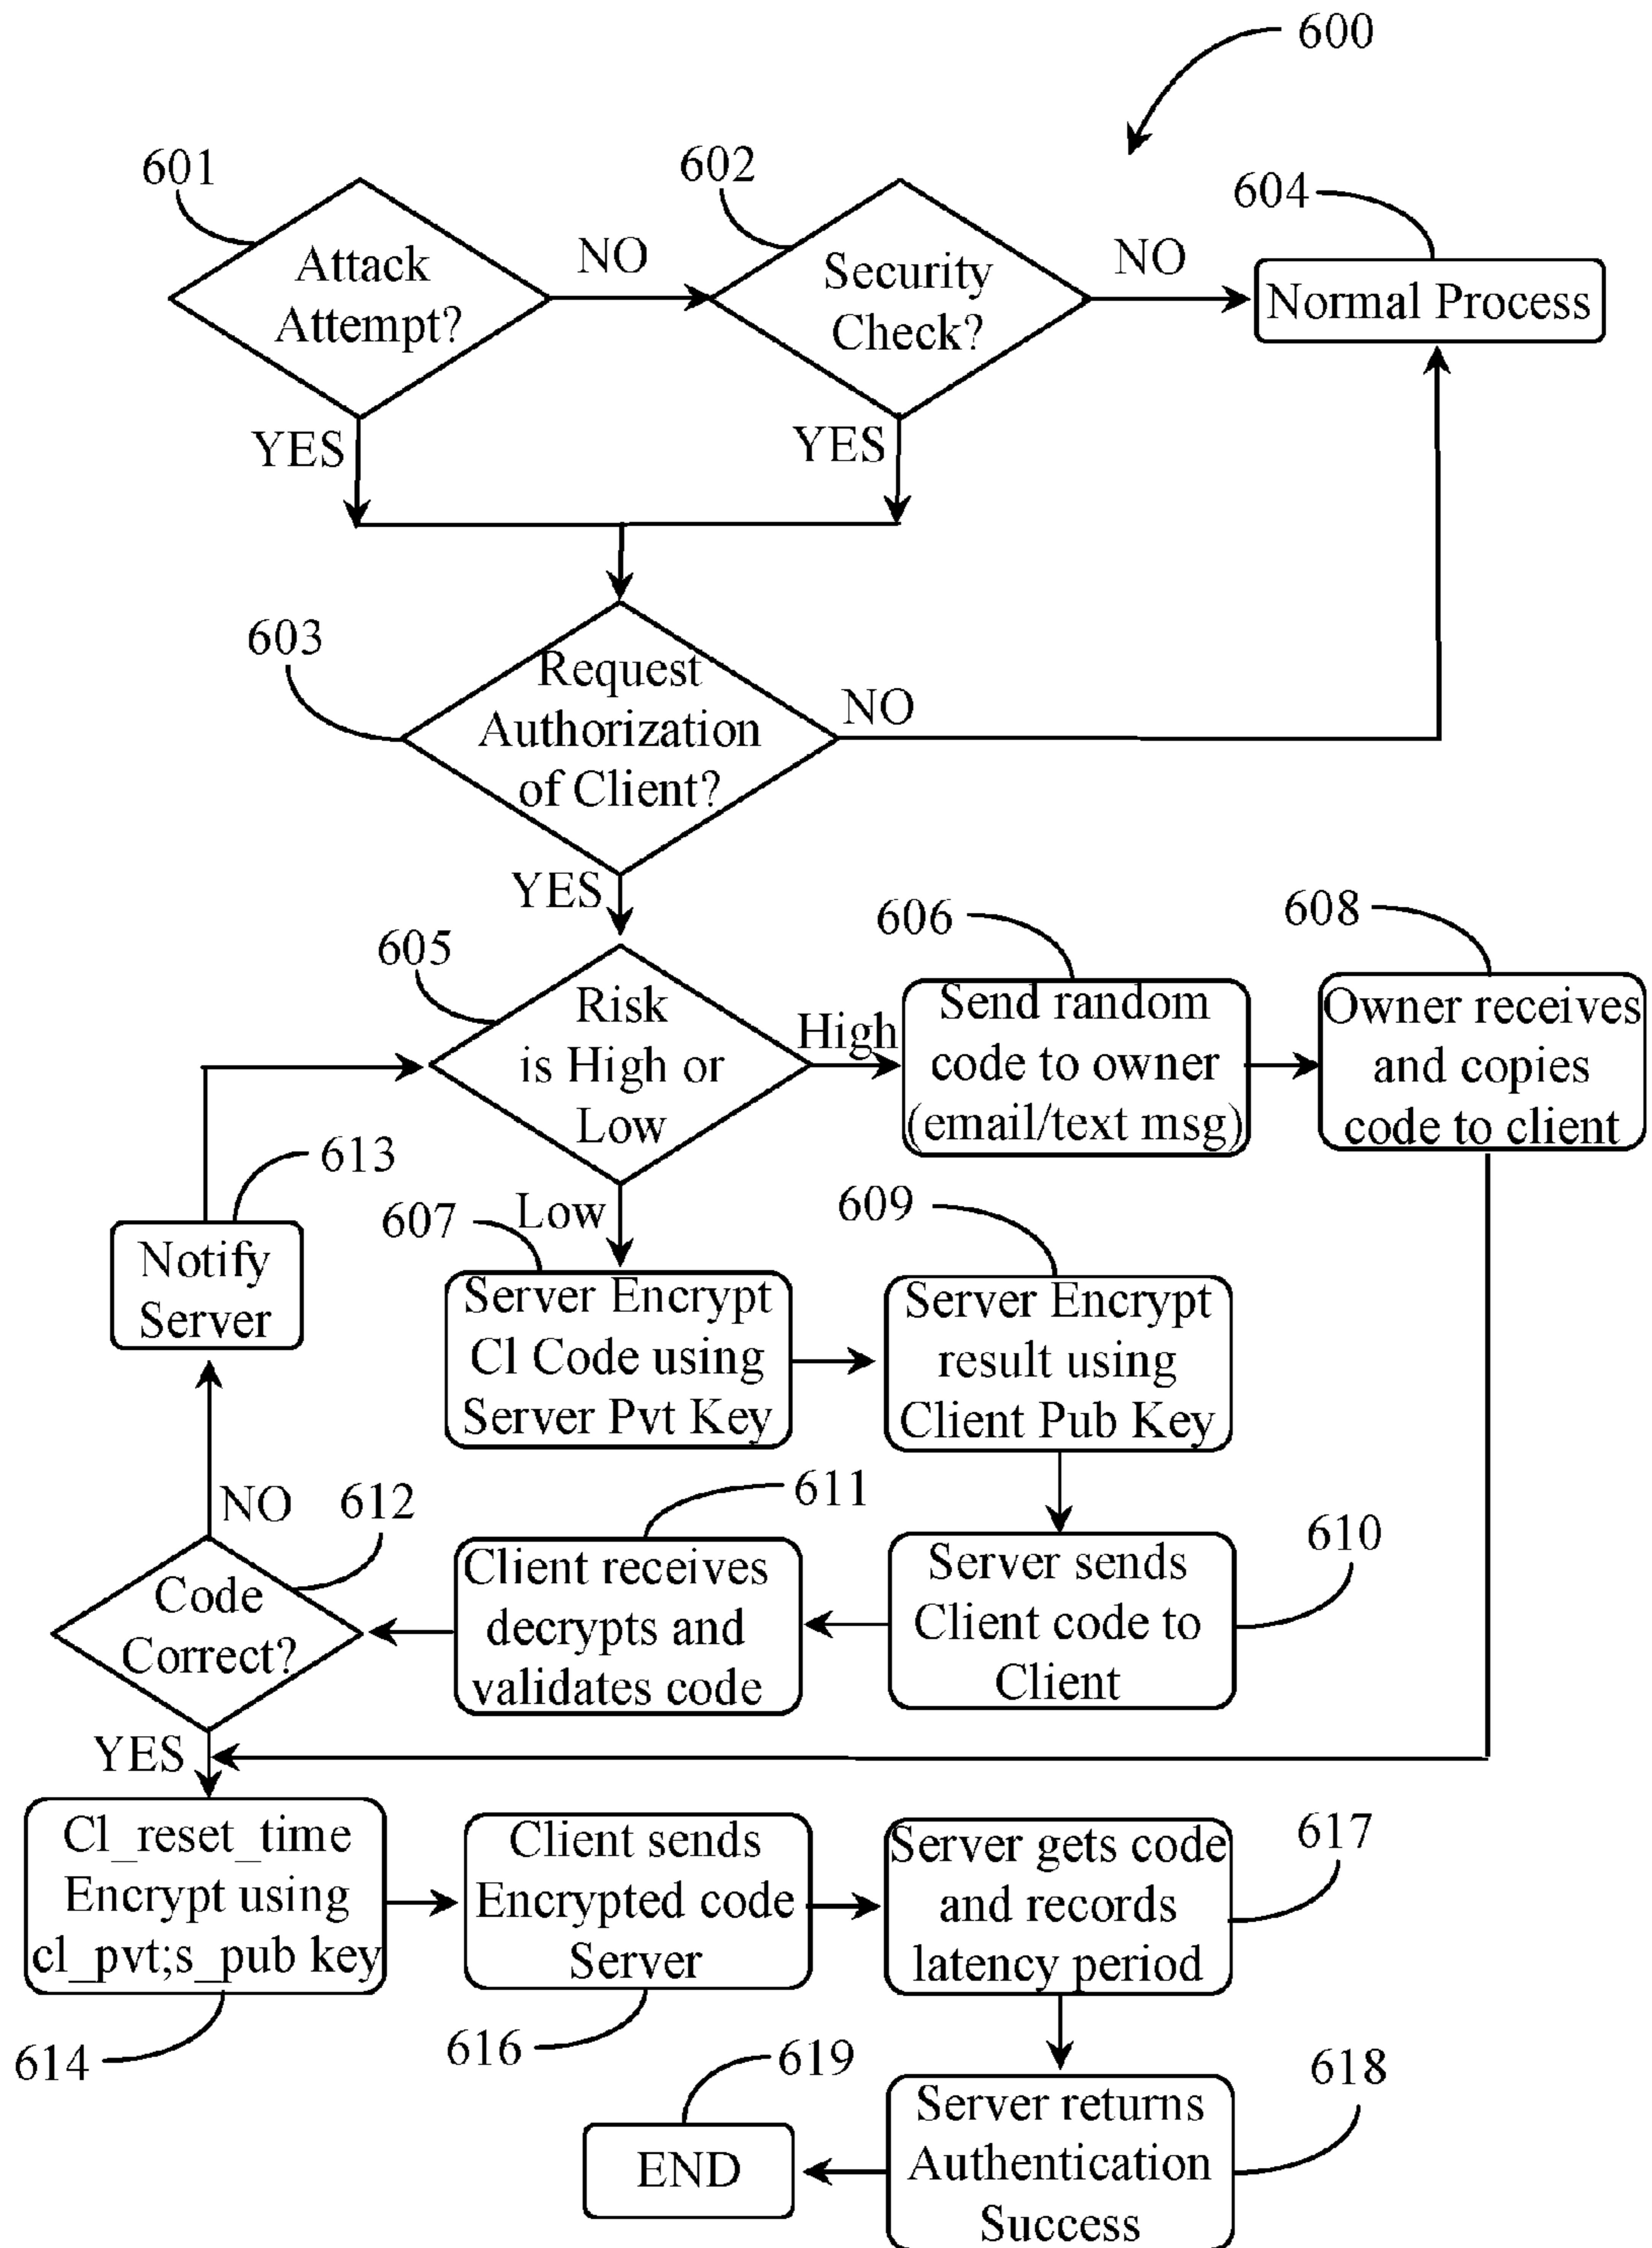 600
601
602
604
Attack
Attempt?
NO
Security
Check?
NO
Normal Process
YES
YES
603
Request
Authorization
of Client?
NO
YES
605
606
608
Risk
is High or
Low
High
Send random
code to owner
(email/text msg)
Owner receives
and copies
code to client
613
Notify
Server
607
Low
609
Server Encrypt
Cl Code using
Server Pvt Key
Server Encrypt
result using
Client Pub Key
NO
612
611
610
Code
Correct?
Client receives
decrypts and
validates code
Server sends
Client code to
Client
YES
Cl_reset_time
Encrypt using
cl_pvt;s_pub key
Client sends
Encrypted code
Server
Server gets code
and records
latency period
617
614
616
619
618
END
Server returns
Authentication
Success